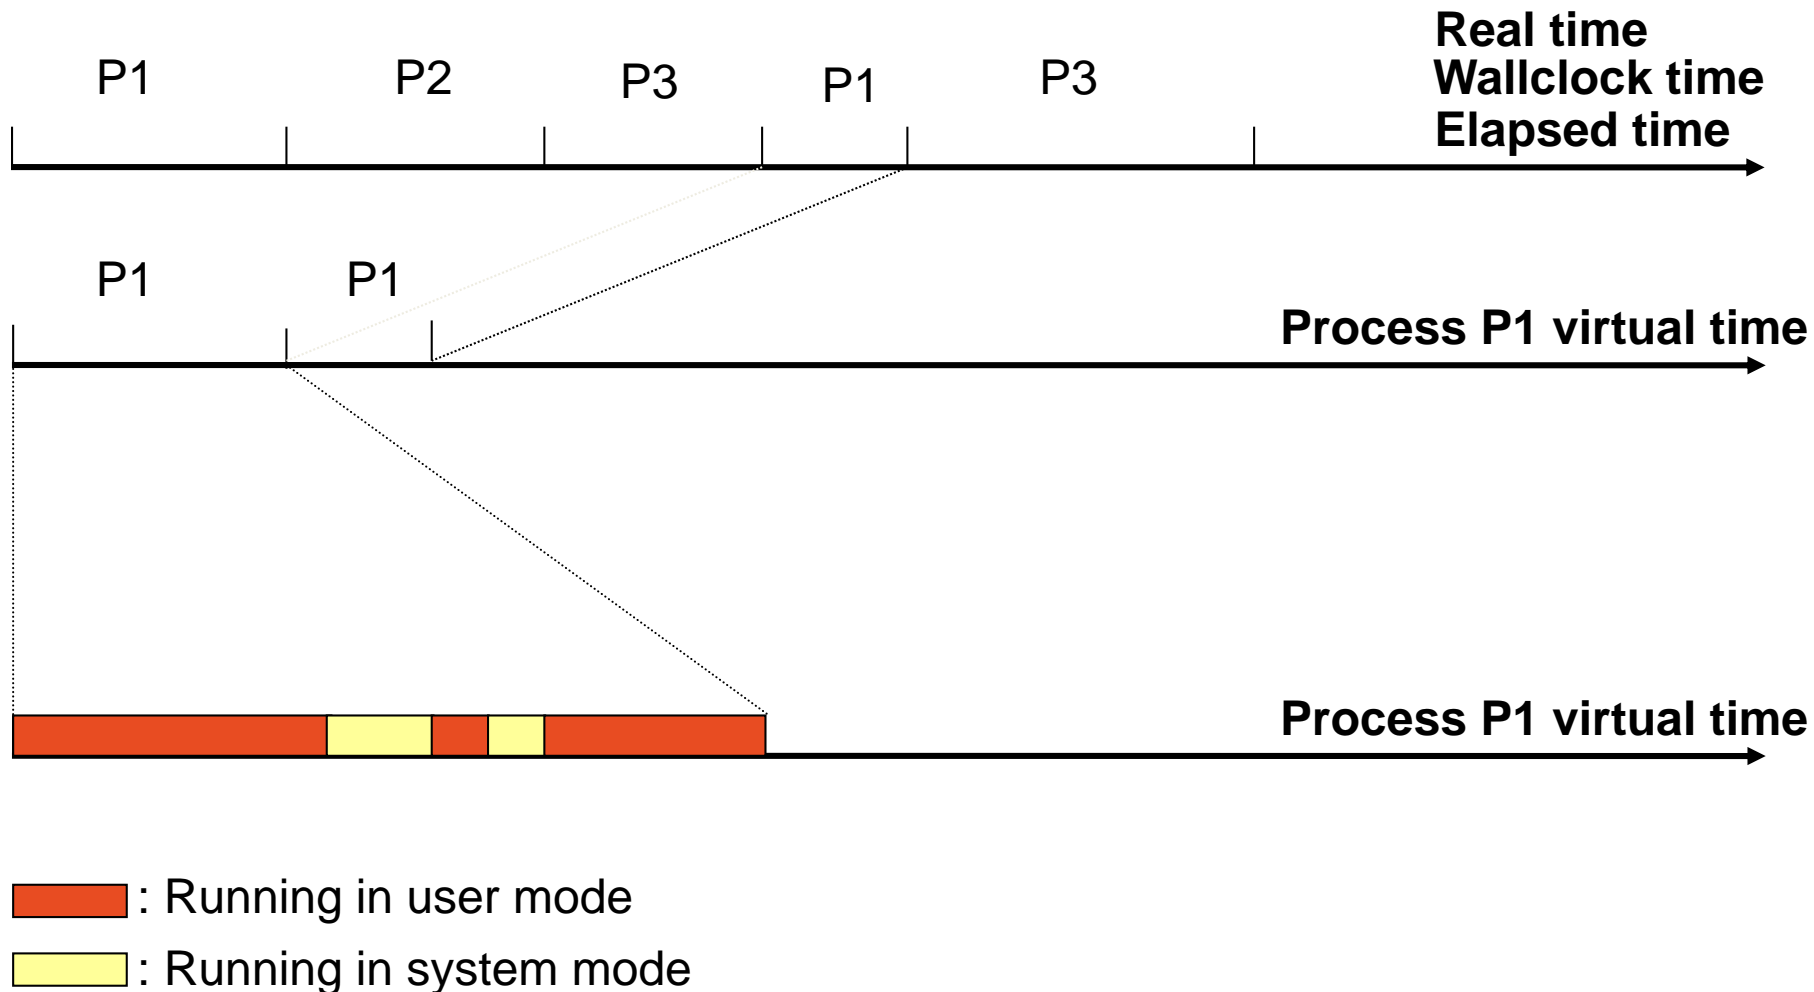 Real time
P1 P2 P3 P1 P3 Wallclock time
Elapsed time
P1 P1
Process P1 virtual time
Process P1 virtual time
: Running in user mode
: Running in system mode